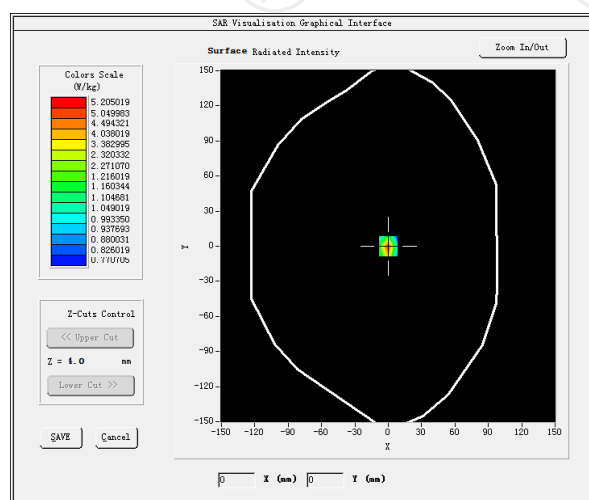 SAR Visualisation Graphical Interface
Surface Radiated Intensity
Zoom In/Out
Colors Scale
(W/kg)
5.205019
5.049983
4.494321
4.038019
3.382995
2.320332
2.271070
1.216019
1.160344
1.104681
1.049019
0.993350
0.937693
0.880031
0.826019
0.770705
Z-Cuts Control
<< Upper Cut
Z = 4.0 mm
Lower Cut >>
SAVE Cancel
150
120
90
60
30
0
-30
-60
-90
-120
-150
Y
-150 -120 -90 -60 -30 0 30 60 90 120 150
X
0 X (mm) 0 Y (mm)